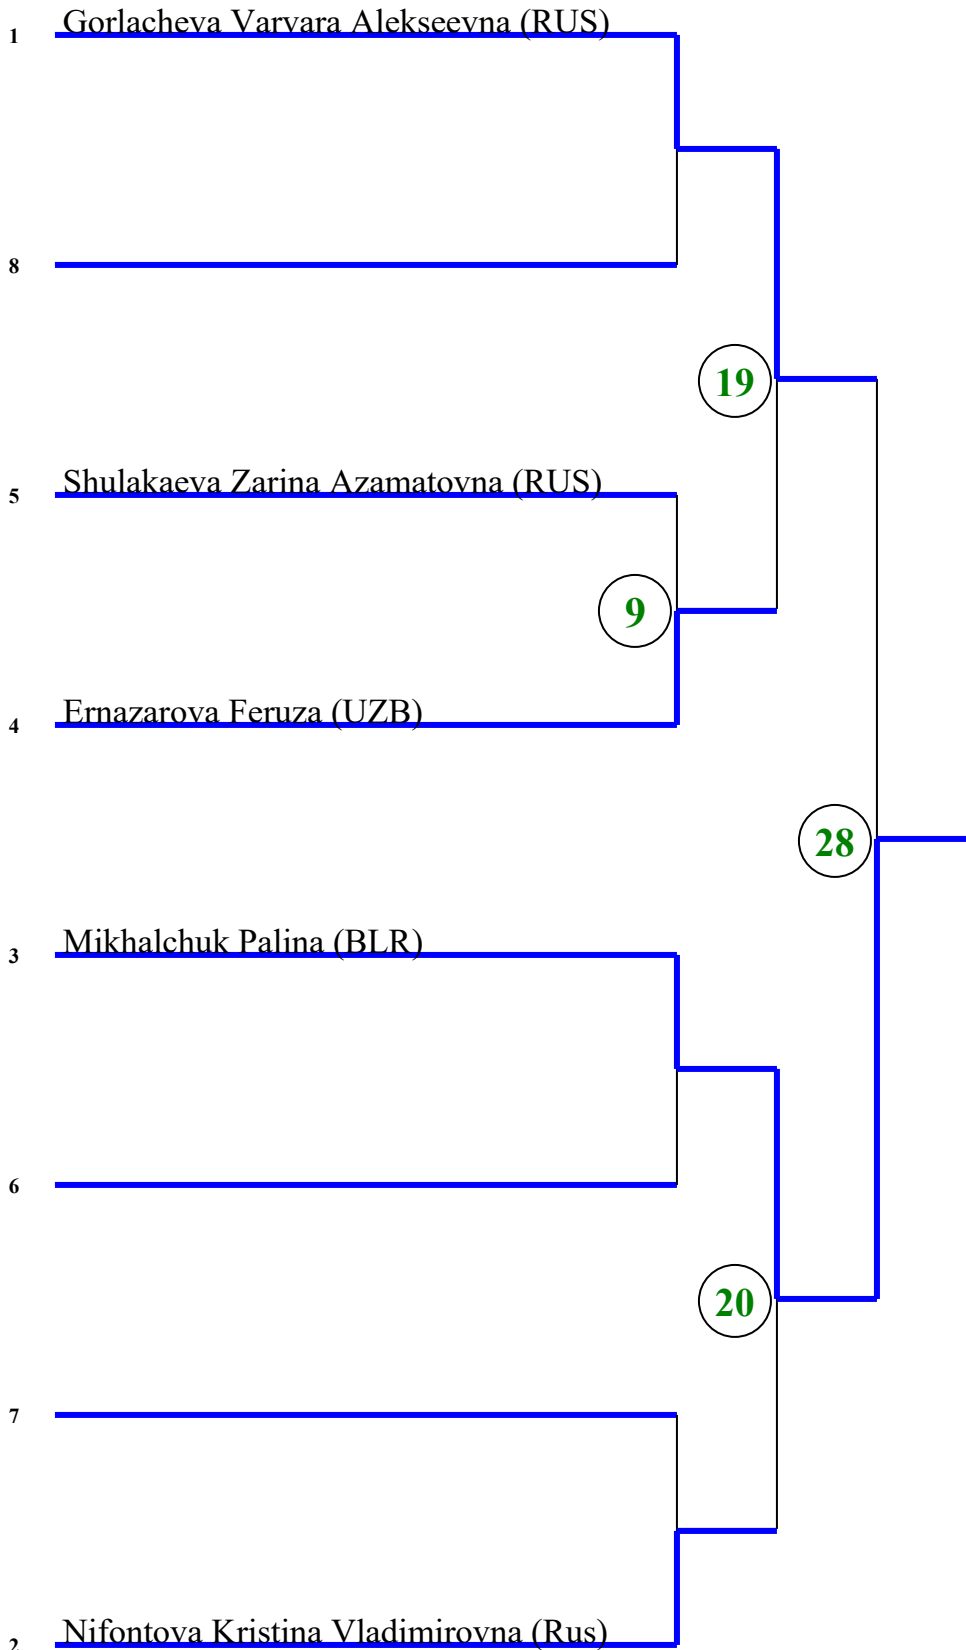 Gorlacheva Varvara Alekseevna (RUS)
1
8
19
Shulakaeva Zarina Azamatovna (RUS)
5
9
Ernazarova Feruza (UZB)
4
28
Mikhalchuk Palina (BLR)
3
6
20
7
Nifontova Kristina Vladimirovna (Rus)
2